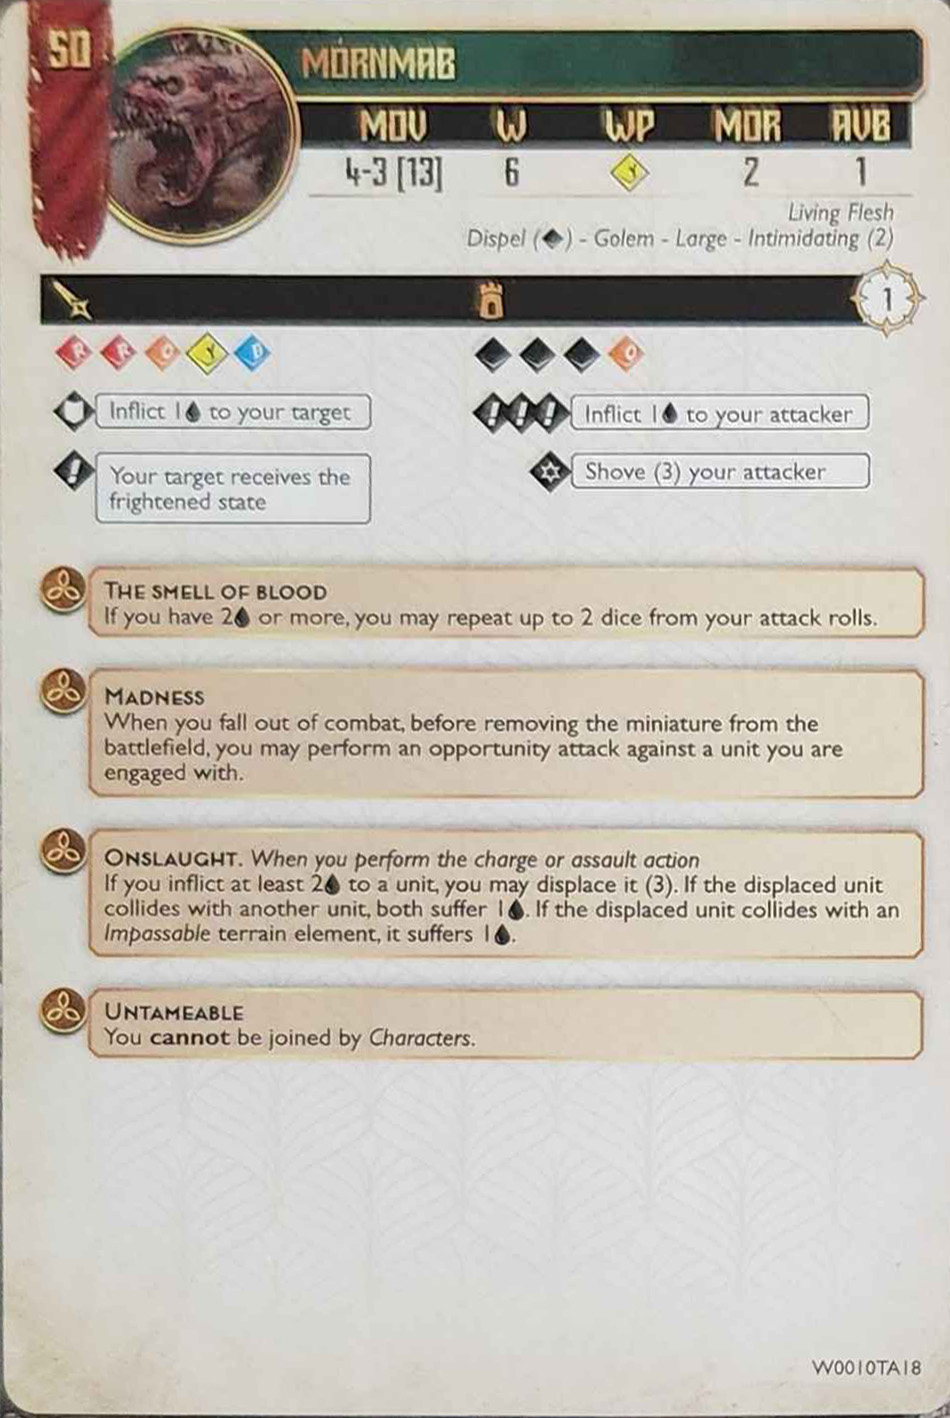 50
MORNMAB
MOV W WP MOR AVB
4-3 [13] 6 Y 2 1
Living Flesh
Dispel ( ) - Golem - Large - Intimidating (2)
1
R R O Y B O
Inflict 1 to your target
Inflict 1 to your attacker
Your target receives the
frightened state
Shove (3) your attacker
THE SMELL OF BLOOD
If you have 2 or more, you may repeat up to 2 dice from your attack rolls.
MADNESS
When you fall out of combat, before removing the miniature from the
battlefield, you may perform an opportunity attack against a unit you are
engaged with.
ONSLAUGHT. When you perform the charge or assault action
If you inflict at least 2 to a unit, you may displace it (3). If the displaced unit
collides with another unit, both suffer 1. If the displaced unit collides with an
Impassable terrain element, it suffers 1.
UNTAMEABLE
You cannot be joined by Characters.
W0010TA18